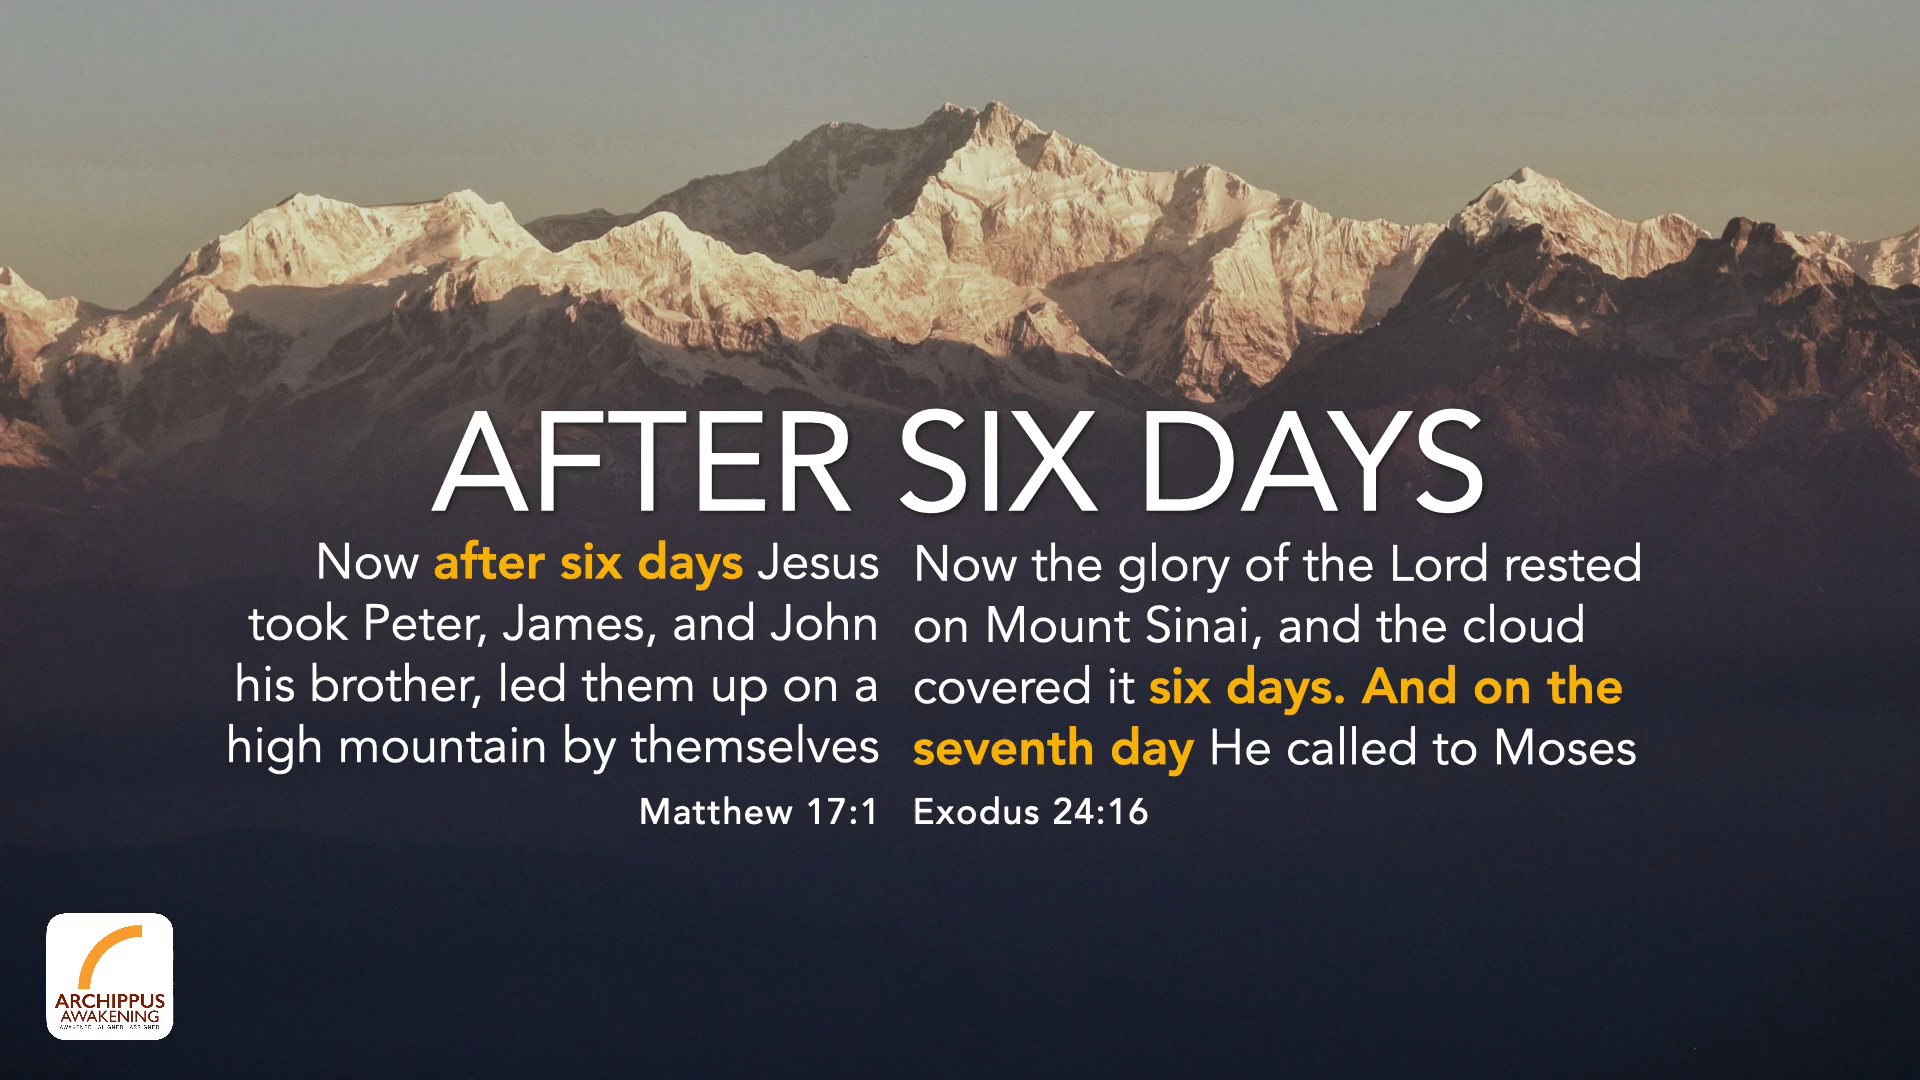 AFTER SIX DAYS
Now after six days Jesus
took Peter, James, and John
his brother, led them up on a
high mountain by themselves
Matthew 17:1
Now the glory of the Lord rested
on Mount Sinai, and the cloud
covered it six days. And on the
seventh day He called to Moses
Exodus 24:16
ARCHIPPUS
AWAKENING
AWAKENED ALIGNED ASSIGNED